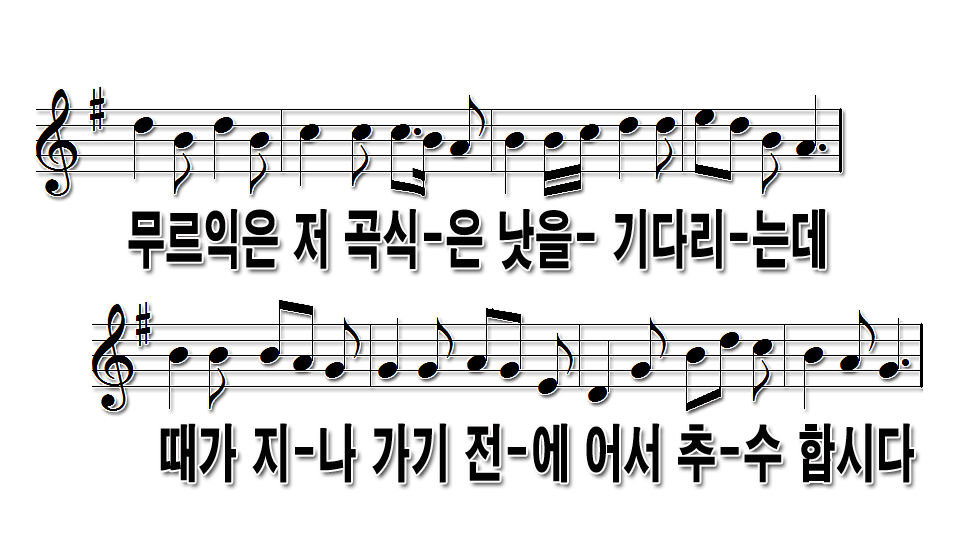 무르익은 저 곡식-은 낫을- 기다리-는데
때가 지-나 가기 전-에 어서 추-수 합시다